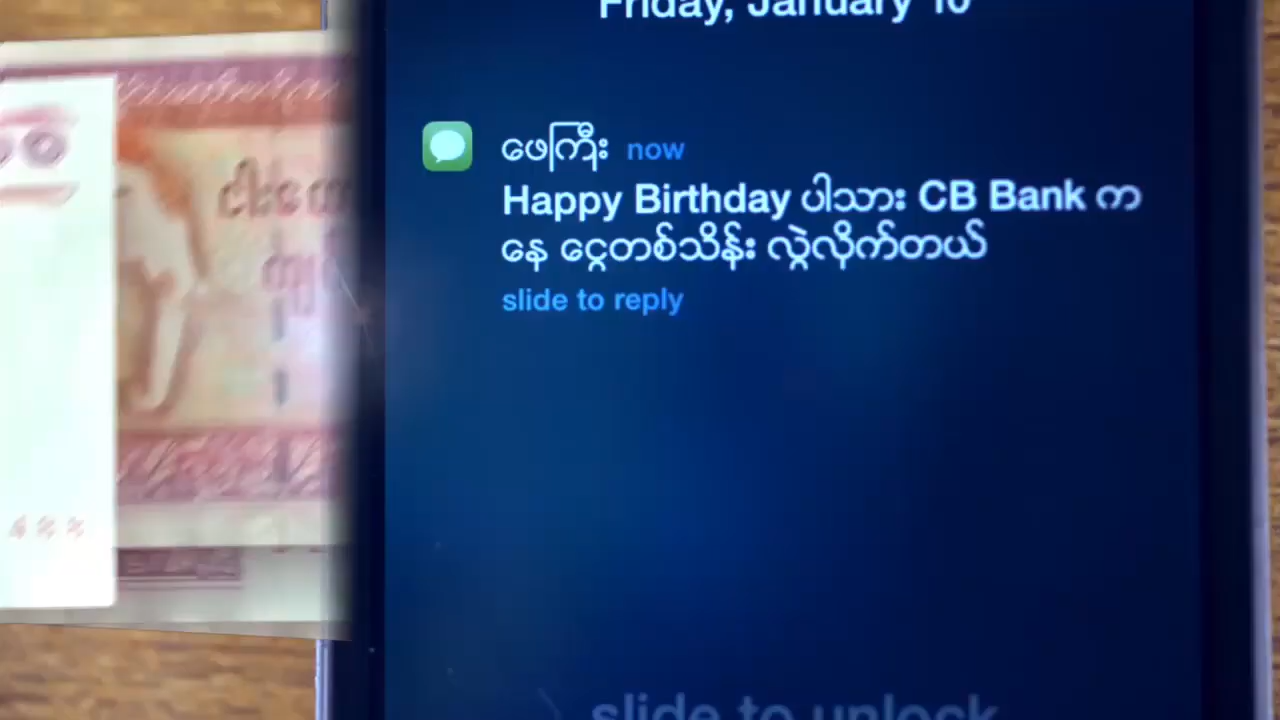 Friday, January 10
ဖေကြီး now
Happy Birthday ပါသား CB Bank က
နေ ငွေတစ်သိန်း လွှဲလိုက်တယ်
slide to reply
slide to unlock